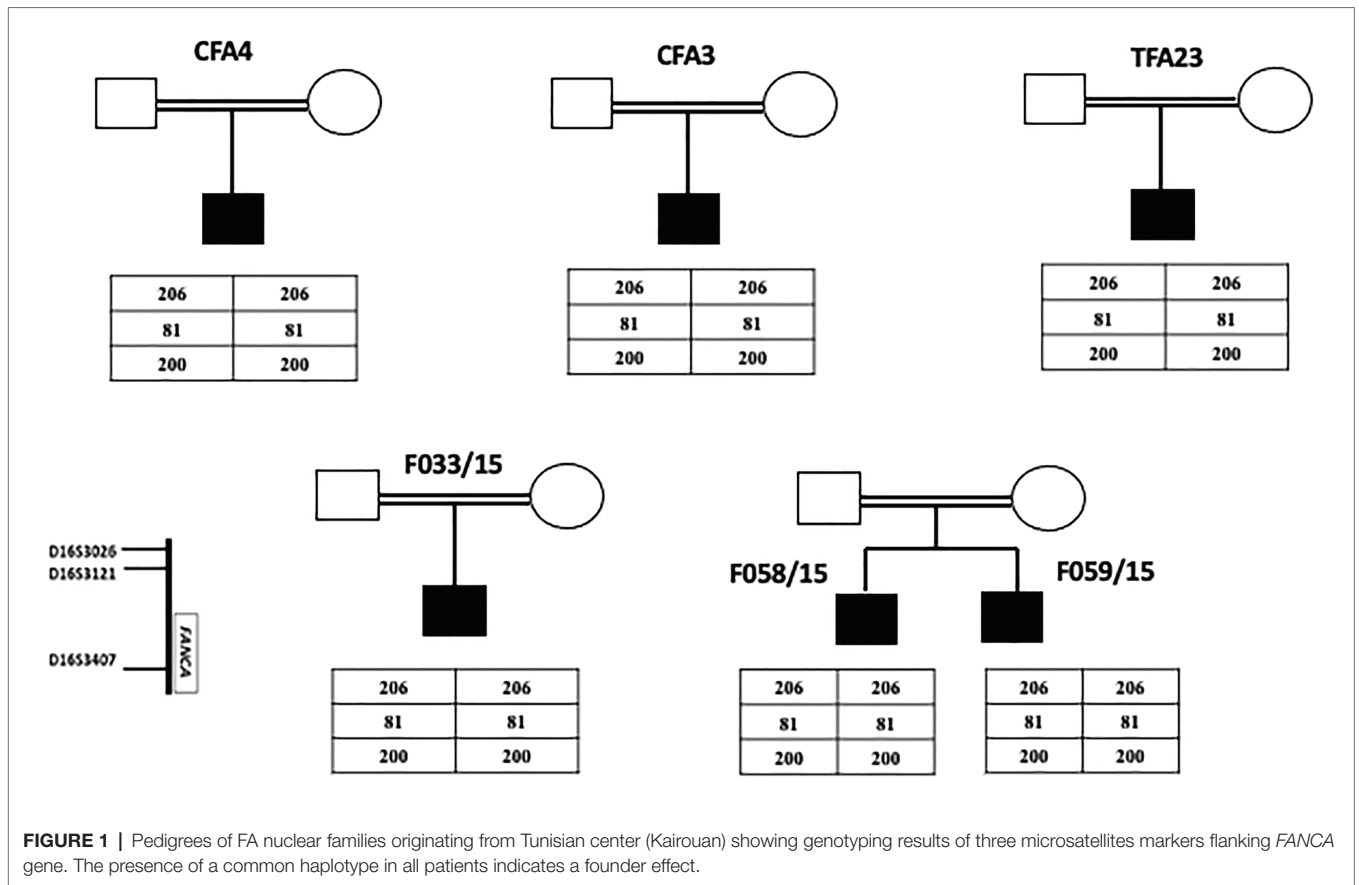 CFA4
CFA3
TFA23
206 206
81 81
200 200
206 206
81 81
200 200
206 206
81 81
200 200
F033/15
F058/15
F059/15
D16S3026
D16S3121
D16S3407
FANCA
206 206
81 81
200 200
206 206
81 81
200 200
206 206
81 81
200 200
FIGURE 1 | Pedigrees of FA nuclear families originating from Tunisian center (Kairouan) showing genotyping results of three microsatellites markers flanking FANCA
gene. The presence of a common haplotype in all patients indicates a founder effect.